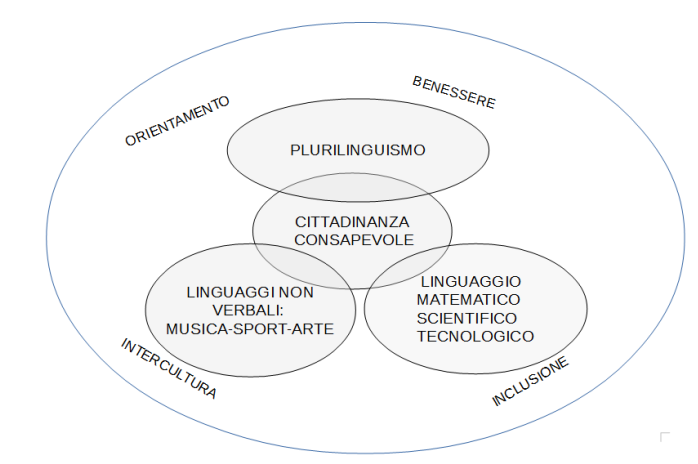 BENESSERE
ORIENTAMENTO
PLURILINGUISMO
CITTADINANZA
CONSAPEVOLE
LINGUAGGI NON
VERBALI:
MUSICA-SPORT-ARTE
LINGUAGGIO
MATEMATICO
SCIENTIFICO
TECNOLOGICO
INTERCULTURA
INCLUSIONE